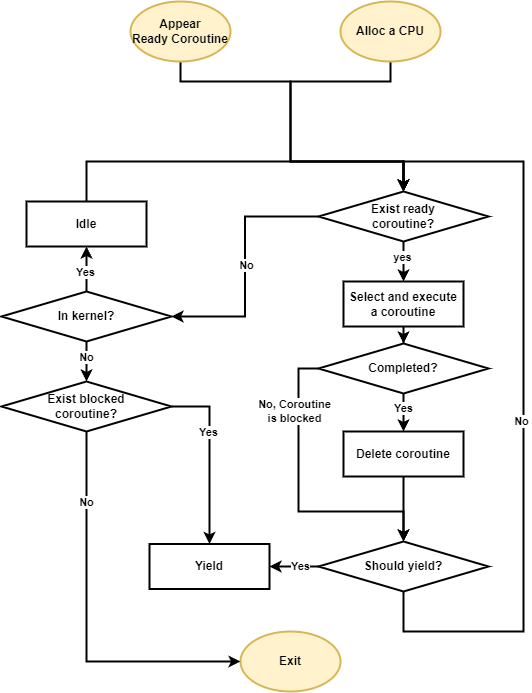 Appear
Ready Coroutine
Alloc a CPU
Exist ready
coroutine?
Idle
No
yes
Yes
Select and execute
a coroutine
In kernel?
No
Completed?
Exist blocked
coroutine?
No, Coroutine
is blocked
Yes
No
Yes
Delete coroutine
No
Yield
Yes
Should yield?
Exit